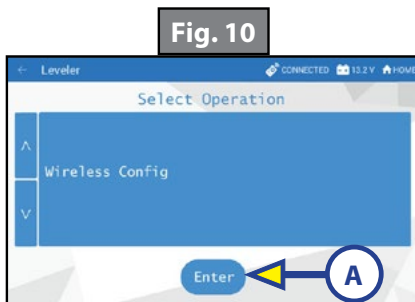 Fig. 10
← Leveler CONNECTED 13.2 V HOME
Select Operation
Wireless Config
Enter
A